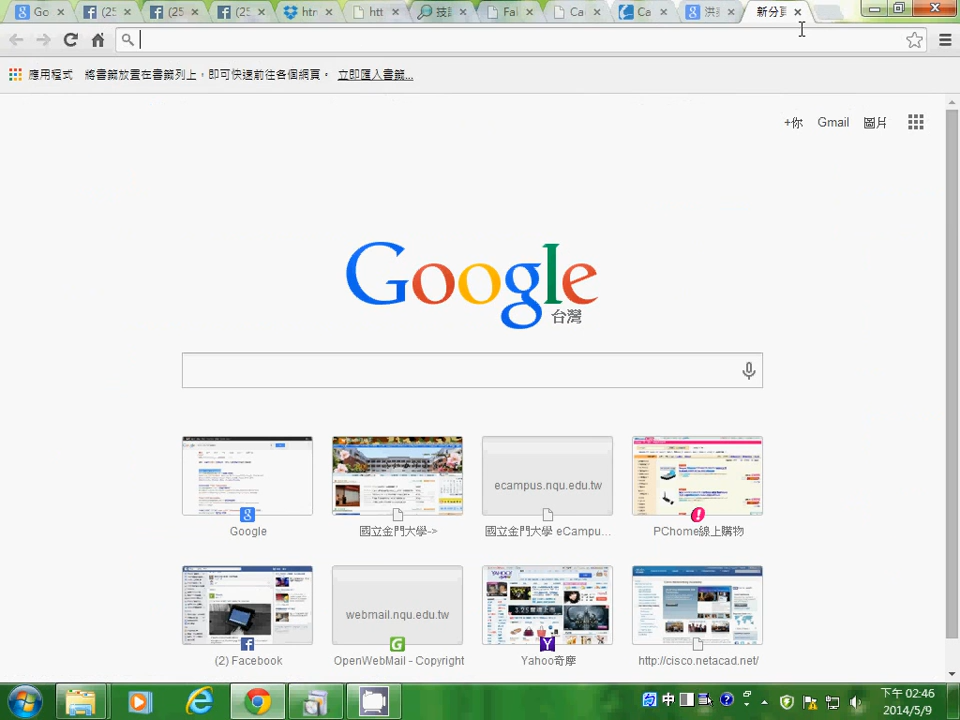 Go
(25
(25
(25
htt
技
Fal
Ca
Ca
洪
新分頁
應用程式 將書籤放置在書籤列上，即可快速前往各個網頁。 立即匯入書籤...
+你 Gmail 圖片
Google
台灣
ecampus.nqu.edu.tw
Google 國立金門大學-> 國立金門大學 eCampu... PChome線上購物
webmail.nqu.edu.tw
YAHOO!
(2) Facebook OpenWebMail - Copyright Yahoo奇摩 http://cisco.netacad.net/
中
下午 02:46
2014/5/9